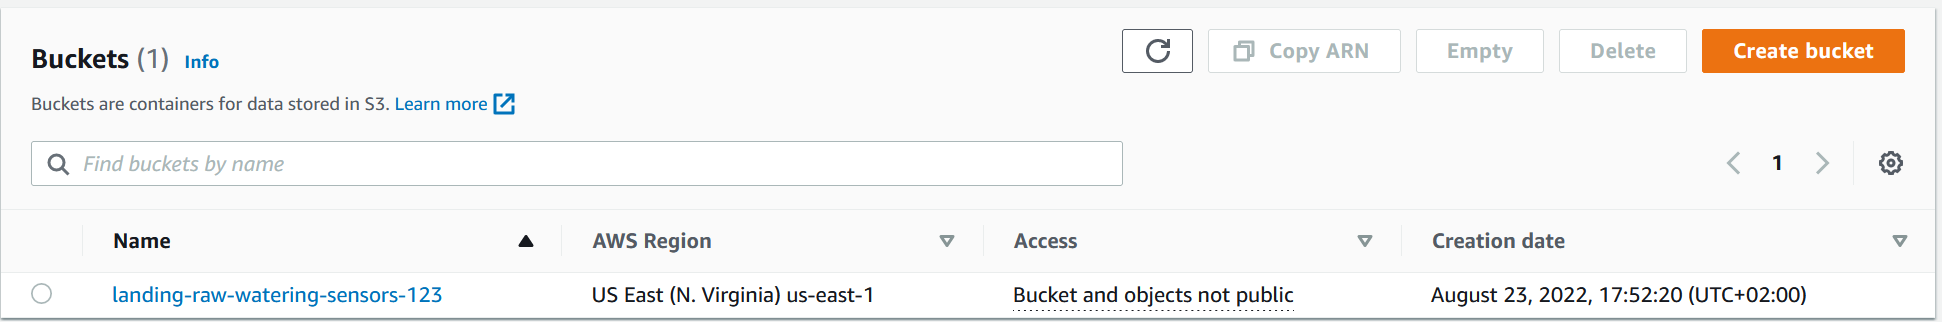 Buckets (1) Info
Copy ARN Empty Delete Create bucket
Buckets are containers for data stored in S3. Learn more
Find buckets by name
1
Name AWS Region Access Creation date
landing-raw-watering-sensors-123 US East (N. Virginia) us-east-1 Bucket and objects not public August 23, 2022, 17:52:20 (UTC+02:00)